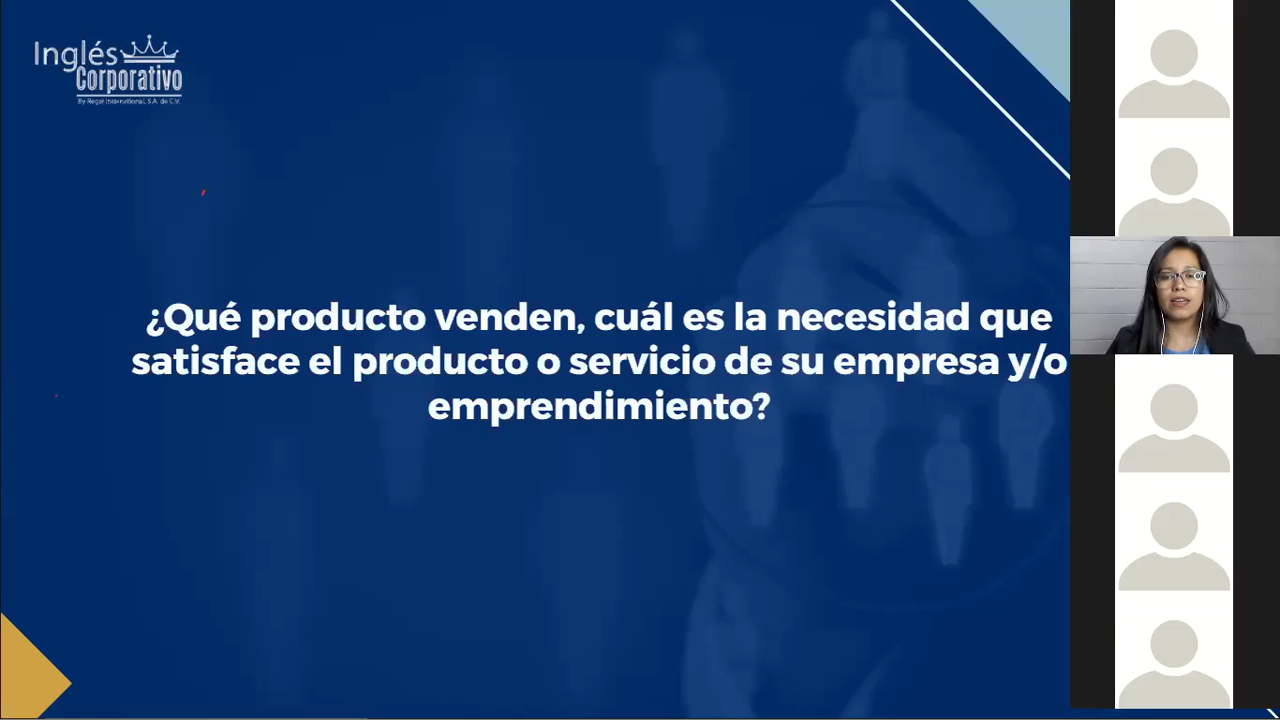 Inglés
Corporativo
By Regal International, S.A. de C.V.
¿Qué producto venden, cuál es la necesidad que
satisface el producto o servicio de su empresa y/o
emprendimiento?